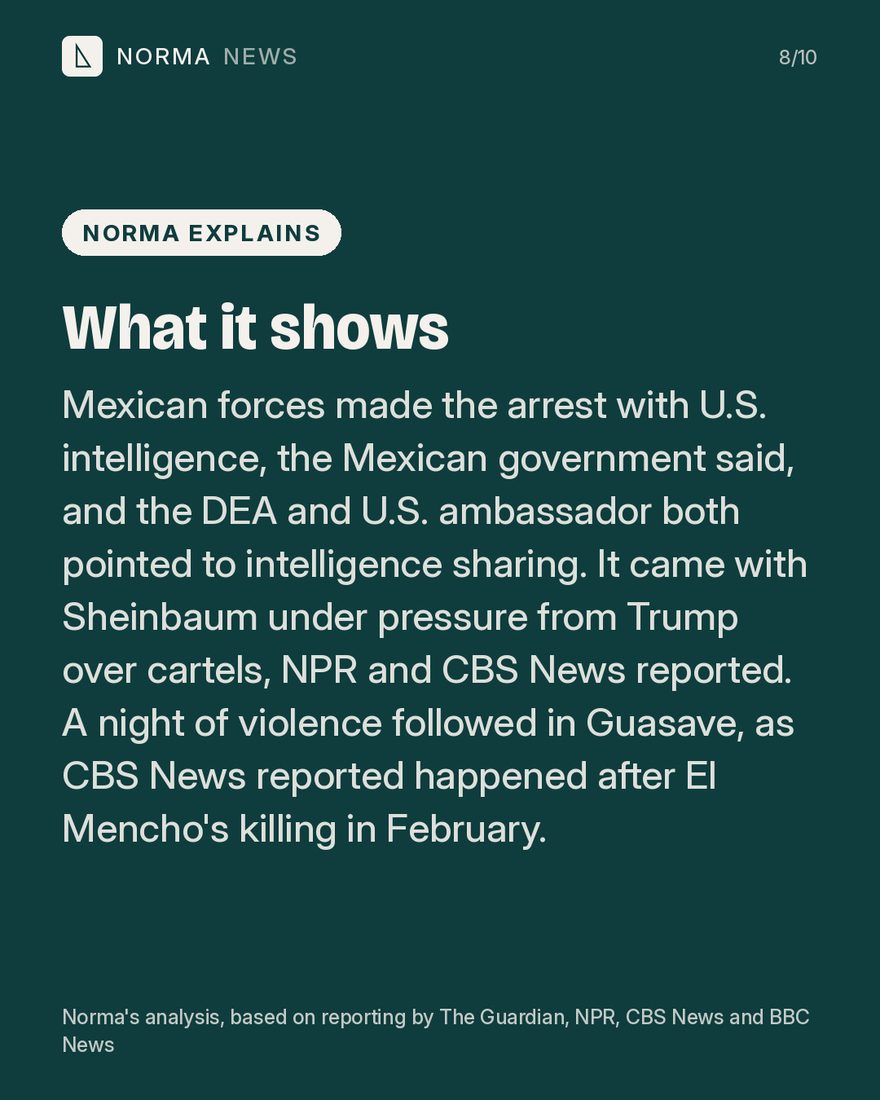 NORMA NEWS
8/10
NORMA EXPLAINS
What it shows
Mexican forces made the arrest with U.S.
intelligence, the Mexican government said,
and the DEA and U.S. ambassador both
pointed to intelligence sharing. It came with
Sheinbaum under pressure from Trump
over cartels, NPR and CBS News reported.
A night of violence followed in Guasave, as
CBS News reported happened after El
Mencho's killing in February.
Norma's analysis, based on reporting by The Guardian, NPR, CBS News and BBC
News